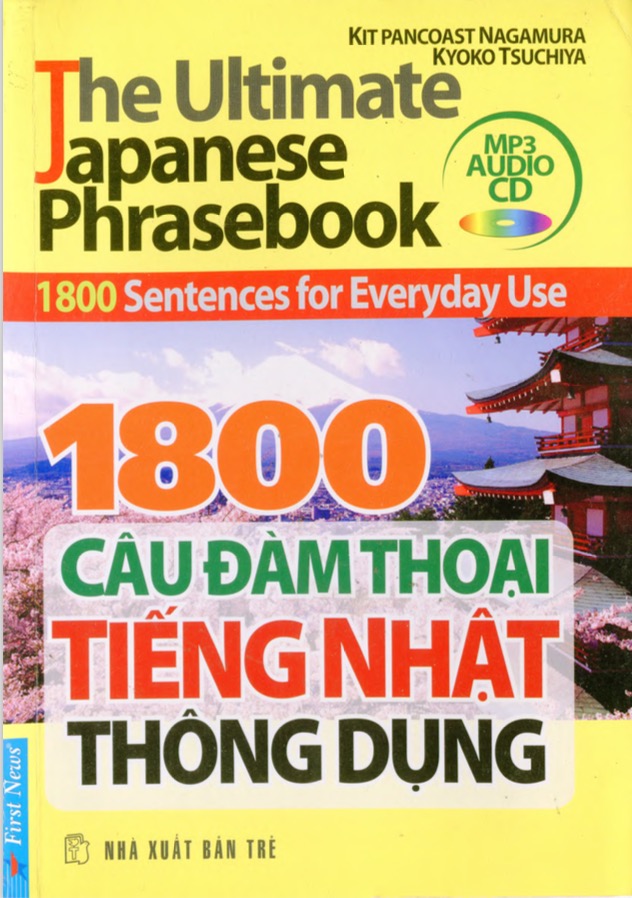 KIT PANCOAST NAGAMURA
KYOKO TSUCHIYA
The Ultimate
Japanese
Phrasebook
MP3
AUDIO
CD
1800 Sentences for Everyday Use
1800
CÂU ĐÀM THOẠI
TIẾNG NHẬT
THÔNG DỤNG
First News®
NHÀ XUẤT BẢN TRẺ